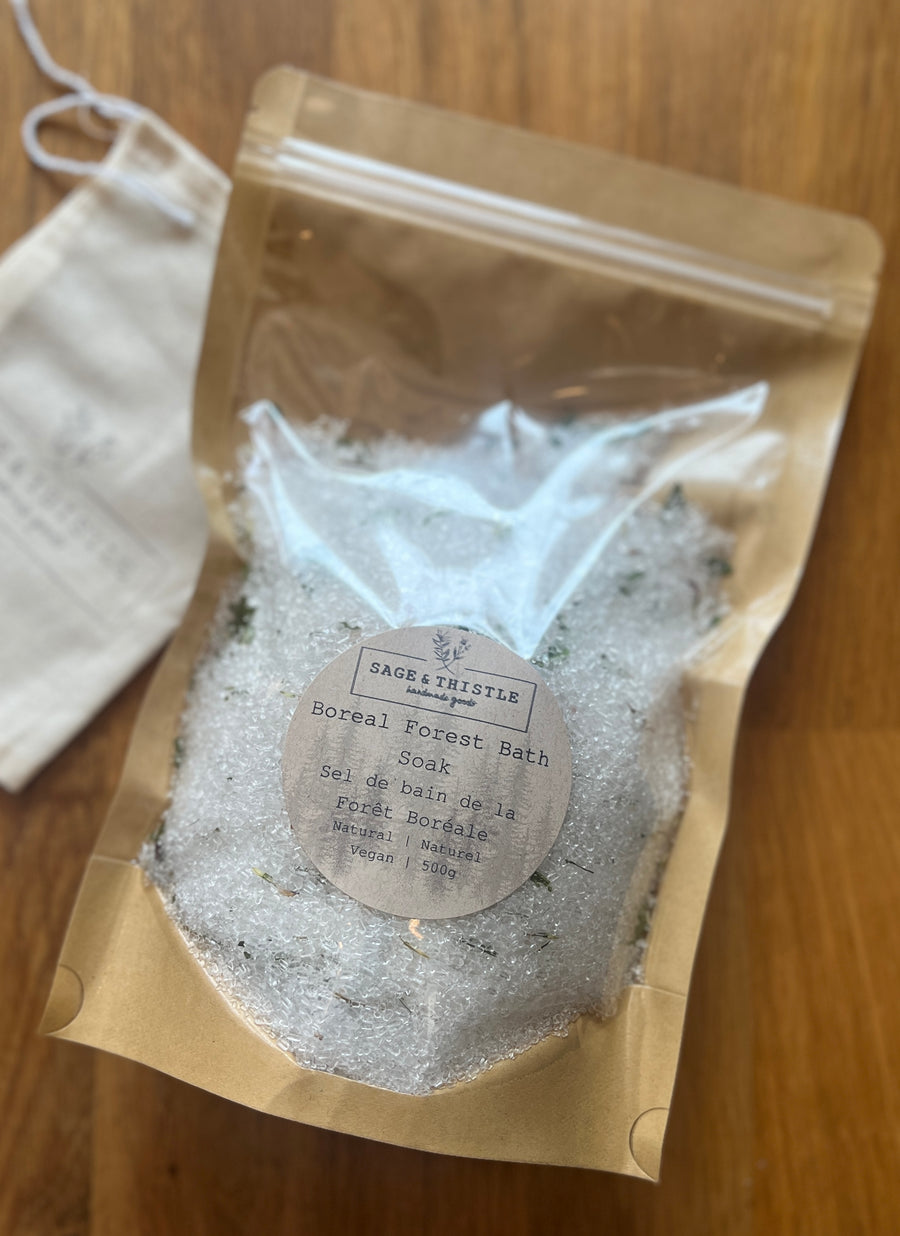 SAGE & THISTLE
handmade goods
Boreal Forest Bath
Soak
Sel de bain de la
Forêt Boréale
Natural | Naturel
Vegan | 500g